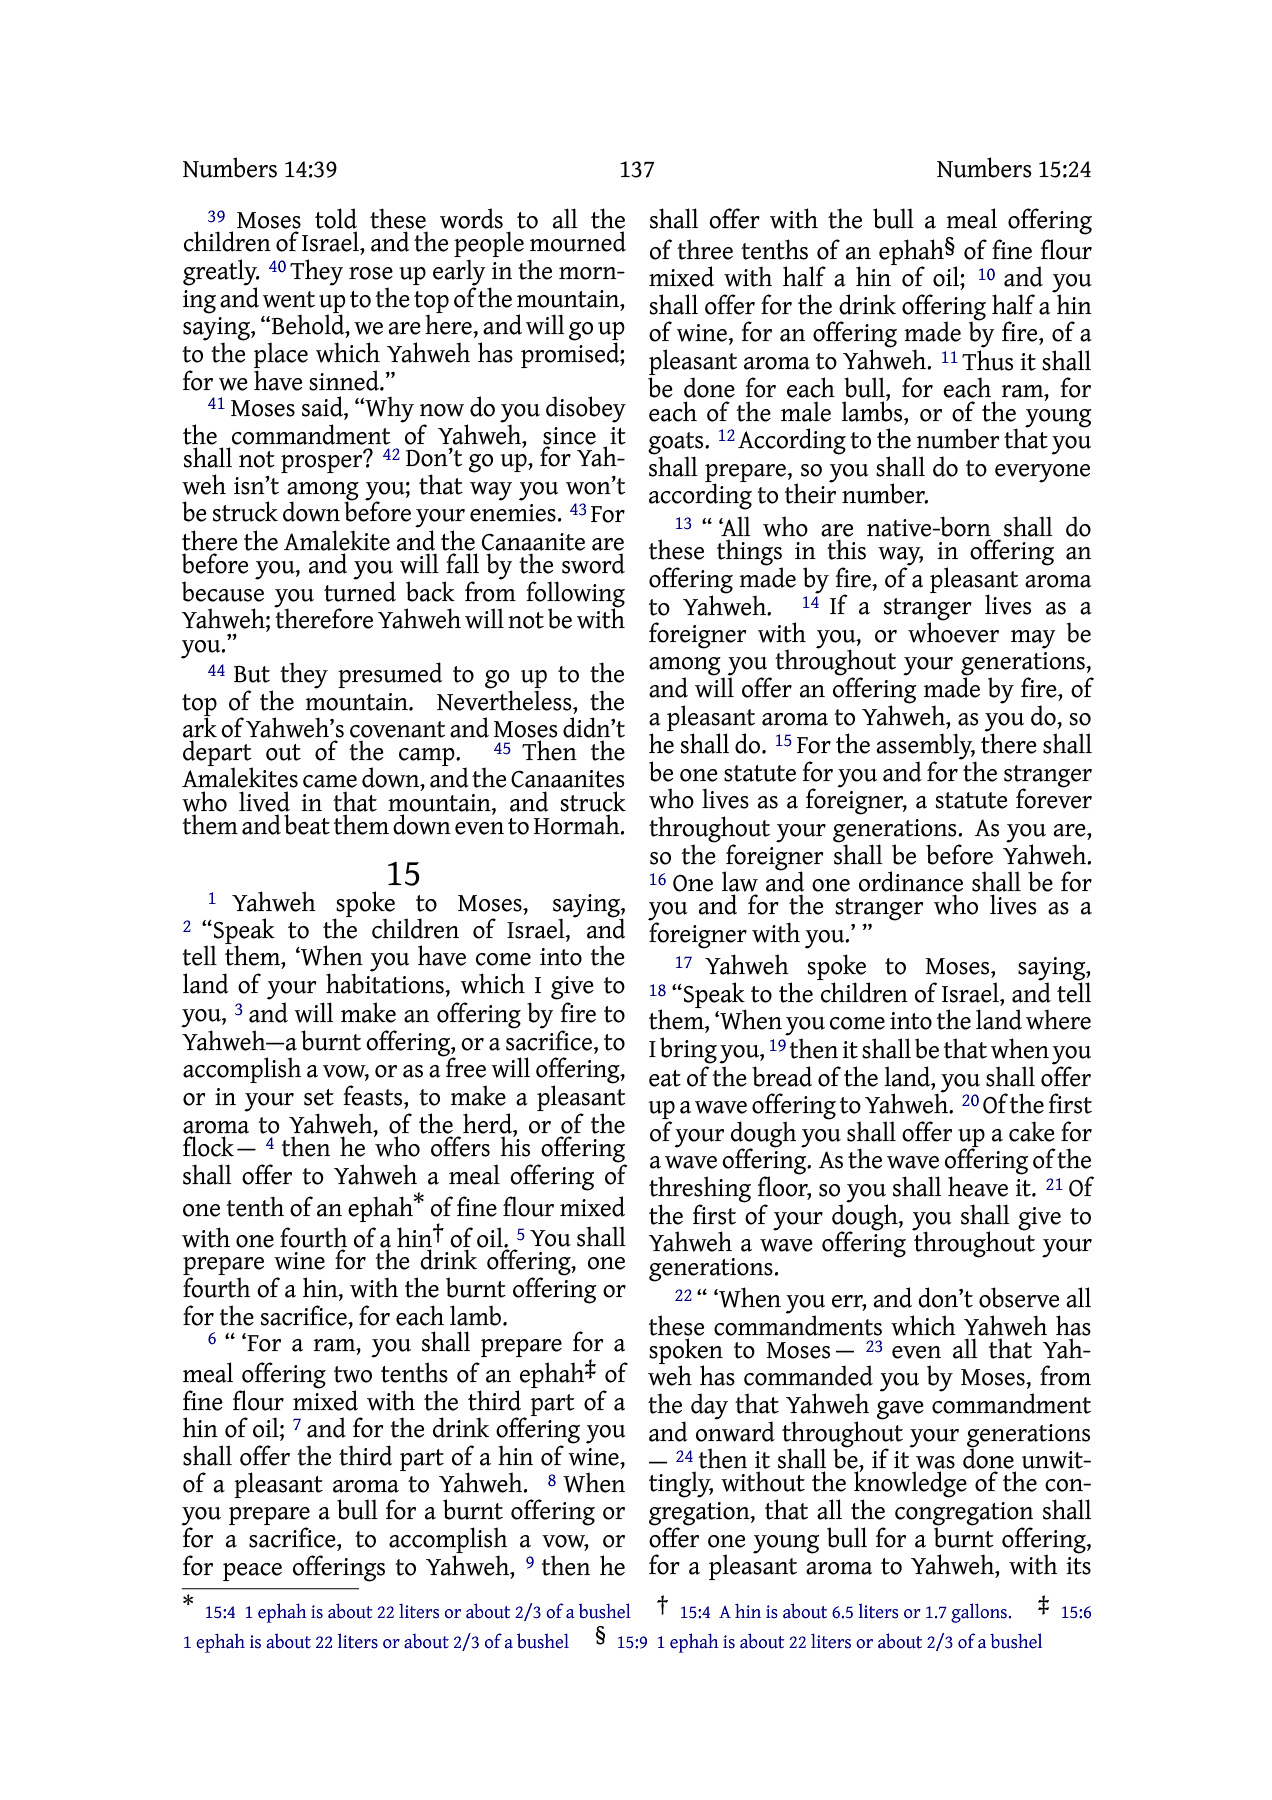 Numbers 14:39 137 Numbers 15:24
39 Moses told these words to all the
children of Israel, and the people mourned
greatly. 40 They rose up early in the morn-
ing and went up to the top of the mountain,
saying, “Behold, we are here, and will go up
to the place which Yahweh has promised;
for we have sinned.”
41 Moses said, “Why now do you disobey
the commandment of Yahweh, since it
shall not prosper? 42 Don’t go up, for Yah-
weh isn’t among you; that way you won’t
be struck down before your enemies. 43 For
there the Amalekite and the Canaanite are
before you, and you will fall by the sword
because you turned back from following
Yahweh; therefore Yahweh will not be with
you.”
44 But they presumed to go up to the
top of the mountain. Nevertheless, the
ark of Yahweh’s covenant and Moses didn’t
depart out of the camp. 45 Then the
Amalekites came down, and the Canaanites
who lived in that mountain, and struck
them and beat them down even to Hormah.
15
1 Yahweh spoke to Moses, saying,
2 “Speak to the children of Israel, and
tell them, ‘When you have come into the
land of your habitations, which I give to
you, 3 and will make an offering by fire to
Yahweh—a burnt offering, or a sacrifice, to
accomplish a vow, or as a free will offering,
or in your set feasts, to make a pleasant
aroma to Yahweh, of the herd, or of the
flock— 4 then he who offers his offering
shall offer to Yahweh a meal offering of
one tenth of an ephah* of fine flour mixed
with one fourth of a hin† of oil. 5 You shall
prepare wine for the drink offering, one
fourth of a hin, with the burnt offering or
for the sacrifice, for each lamb.
6 “ ‘For a ram, you shall prepare for a
meal offering two tenths of an ephah‡ of
fine flour mixed with the third part of a
hin of oil; 7 and for the drink offering you
shall offer the third part of a hin of wine,
of a pleasant aroma to Yahweh. 8 When
you prepare a bull for a burnt offering or
for a sacrifice, to accomplish a vow, or
for peace offerings to Yahweh, 9 then he
shall offer with the bull a meal offering
of three tenths of an ephah§ of fine flour
mixed with half a hin of oil; 10 and you
shall offer for the drink offering half a hin
of wine, for an offering made by fire, of a
pleasant aroma to Yahweh. 11 Thus it shall
be done for each bull, for each ram, for
each of the male lambs, or of the young
goats. 12 According to the number that you
shall prepare, so you shall do to everyone
according to their number.
13 “ ‘All who are native-born shall do
these things in this way, in offering an
offering made by fire, of a pleasant aroma
to Yahweh. 14 If a stranger lives as a
foreigner with you, or whoever may be
among you throughout your generations,
and will offer an offering made by fire, of
a pleasant aroma to Yahweh, as you do, so
he shall do. 15 For the assembly, there shall
be one statute for you and for the stranger
who lives as a foreigner, a statute forever
throughout your generations. As you are,
so the foreigner shall be before Yahweh.
16 One law and one ordinance shall be for
you and for the stranger who lives as a
foreigner with you.’ ”
17 Yahweh spoke to Moses, saying,
18 “Speak to the children of Israel, and tell
them, ‘When you come into the land where
I bring you, 19 then it shall be that when you
eat of the bread of the land, you shall offer
up a wave offering to Yahweh. 20 Of the first
of your dough you shall offer up a cake for
a wave offering. As the wave offering of the
threshing floor, so you shall heave it. 21 Of
the first of your dough, you shall give to
Yahweh a wave offering throughout your
generations.
22 “ ‘When you err, and don’t observe all
these commandments which Yahweh has
spoken to Moses— 23 even all that Yah-
weh has commanded you by Moses, from
the day that Yahweh gave commandment
and onward throughout your generations
— 24 then it shall be, if it was done unwit-
tingly, without the knowledge of the con-
gregation, that all the congregation shall
offer one young bull for a burnt offering,
for a pleasant aroma to Yahweh, with its
* 15:4 1 ephah is about 22 liters or about 2/3 of a bushel † 15:4 A hin is about 6.5 liters or 1.7 gallons. ‡ 15:6
1 ephah is about 22 liters or about 2/3 of a bushel § 15:9 1 ephah is about 22 liters or about 2/3 of a bushel